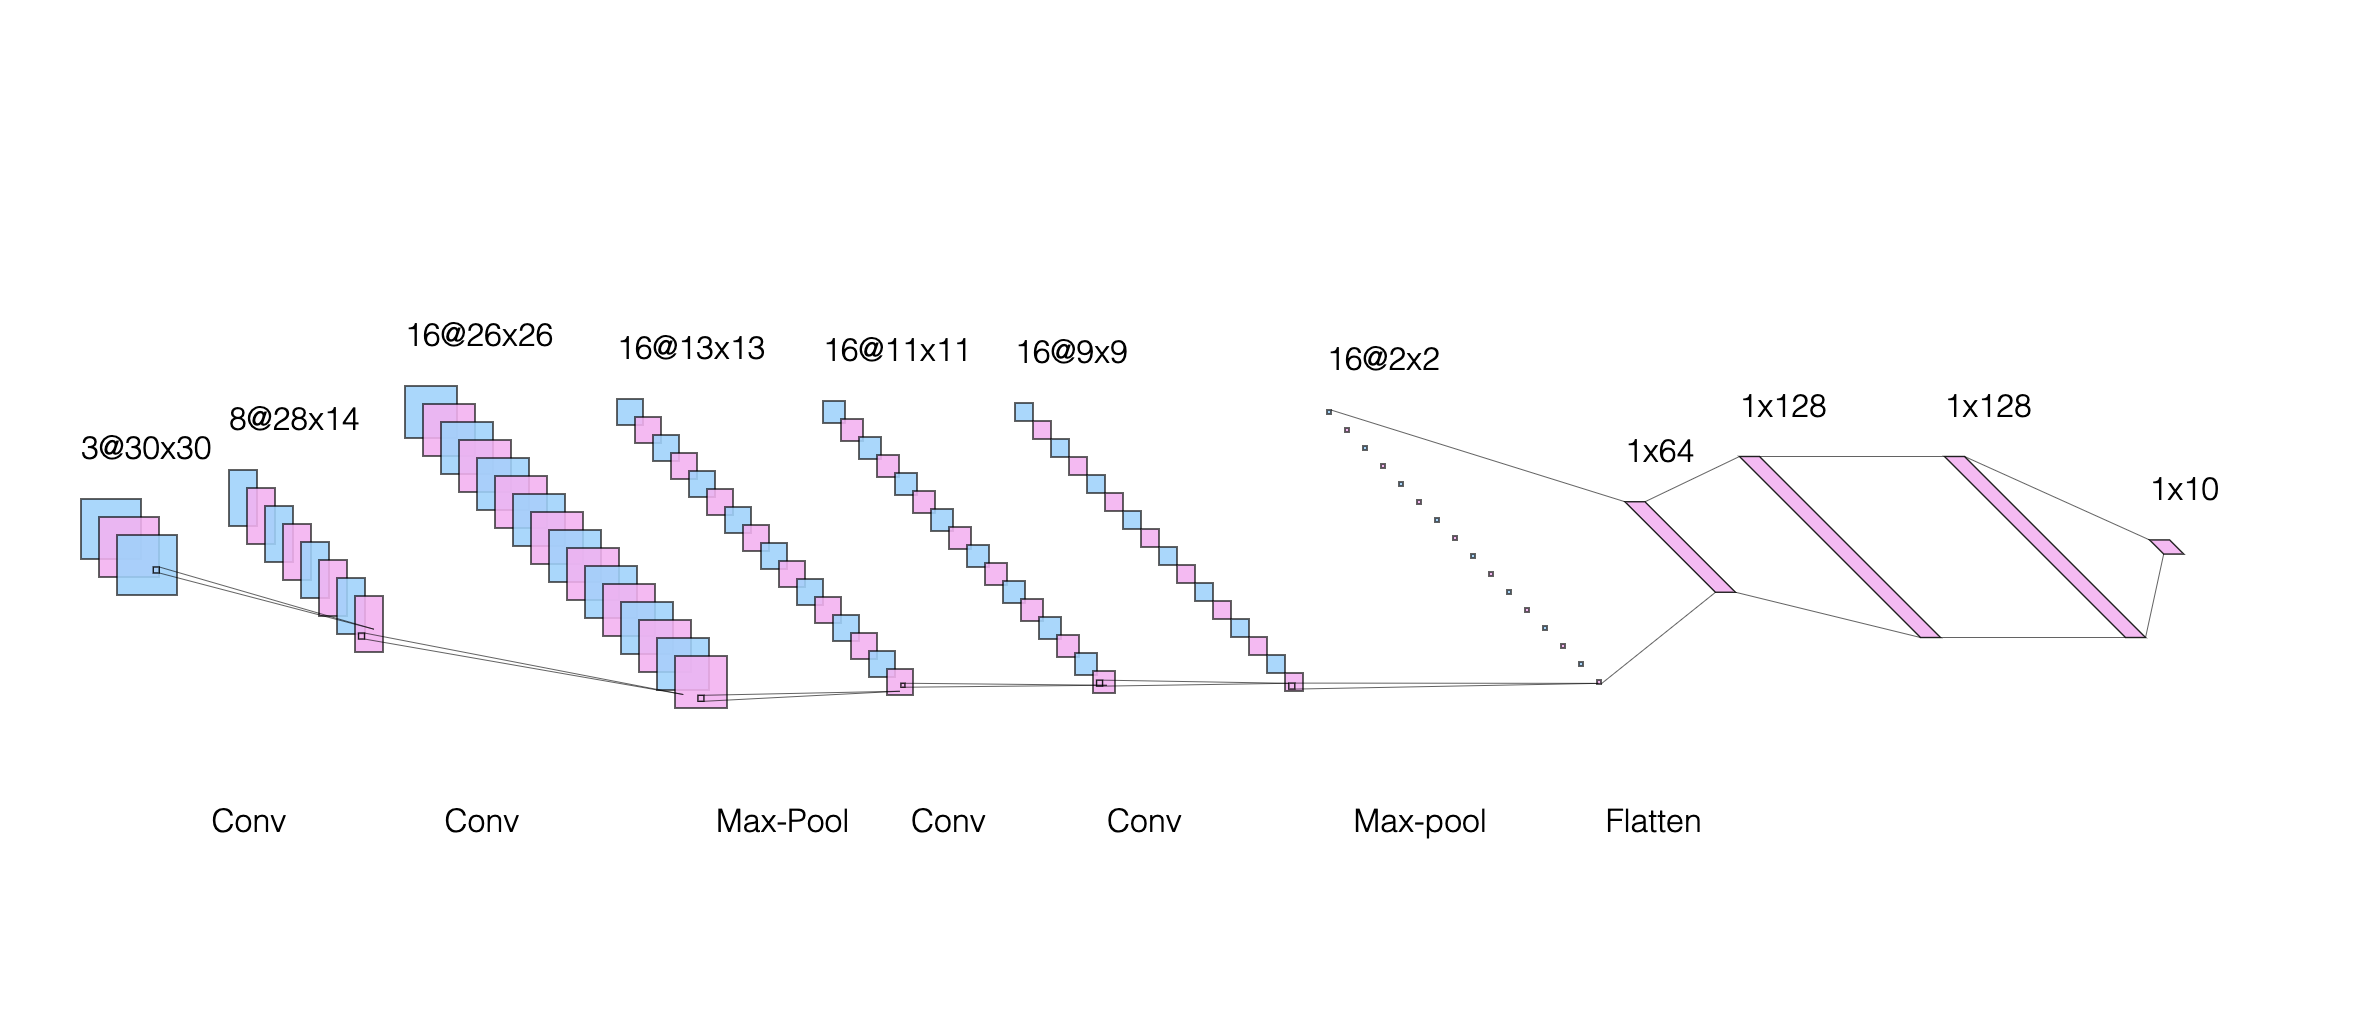 3@30x30
8@28x14
16@26x26
16@13x13
16@11x11
16@9x9
16@2x2
1x64
1x128
1x128
1x10
Conv
Conv
Max-Pool
Conv
Conv
Max-pool
Flatten